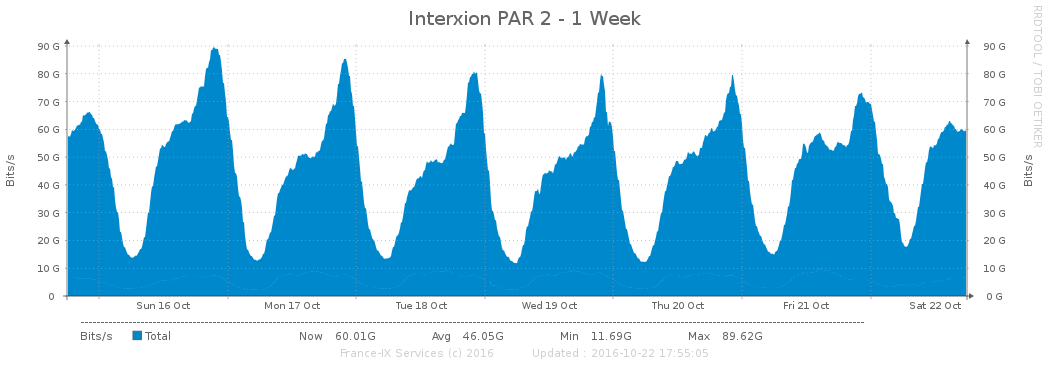 Interxion PAR 2 - 1 Week
RRDTOOL / TOBI OETIKER
90 G 90 G
80 G 80 G
70 G 70 G
60 G 60 G
50 G 50 G
40 G 40 G
30 G 30 G
20 G 20 G
10 G 10 G
0 0 G
Bits/s
Bits/s
Sun 16 Oct Mon 17 Oct Tue 18 Oct Wed 19 Oct Thu 20 Oct Fri 21 Oct Sat 22 Oct
Bits/s Total Now 60.01G Avg 46.05G Min 11.69G Max 89.62G
France-IX Services (c) 2016 Updated : 2016-10-22 17:55:05